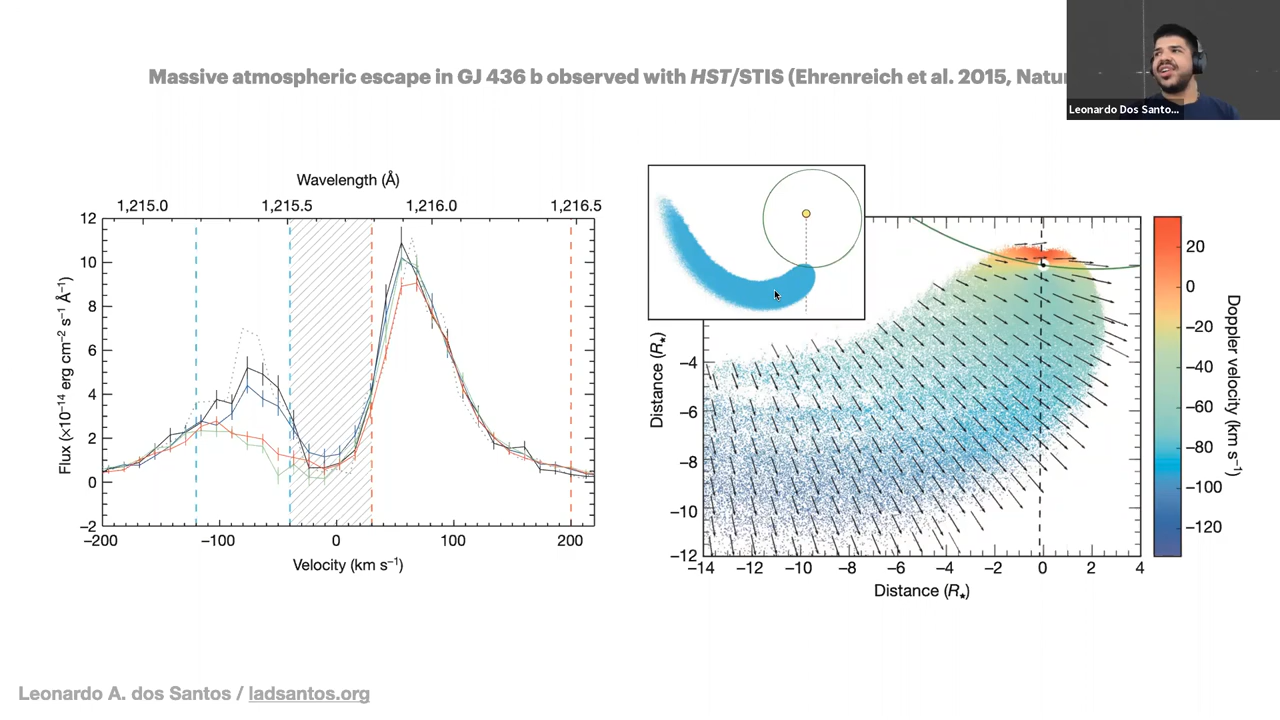 Massive atmospheric escape in GJ 436 b observed with HST/STIS (Ehrenreich et al. 2015,
Leonardo Dos Santo...
Wavelength (Å)
1,215.0 1,215.5 1,216.0 1,216.5
12
10
8
6
4
2
0
−2
Flux (×10−14 erg cm−2 s−1 Å−1)
−200 −100 0 100 200
Velocity (km s−1)
−4
−6
−8
−10
−12
Distance (R⋆)
−14 −12 −10 −8 −6 −4 −2 0 2 4
Distance (R⋆)
20
0
−20
−40
−60
−80
−100
−120
Doppler velocity (km s−1)
Leonardo A. dos Santos / ladsantos.org